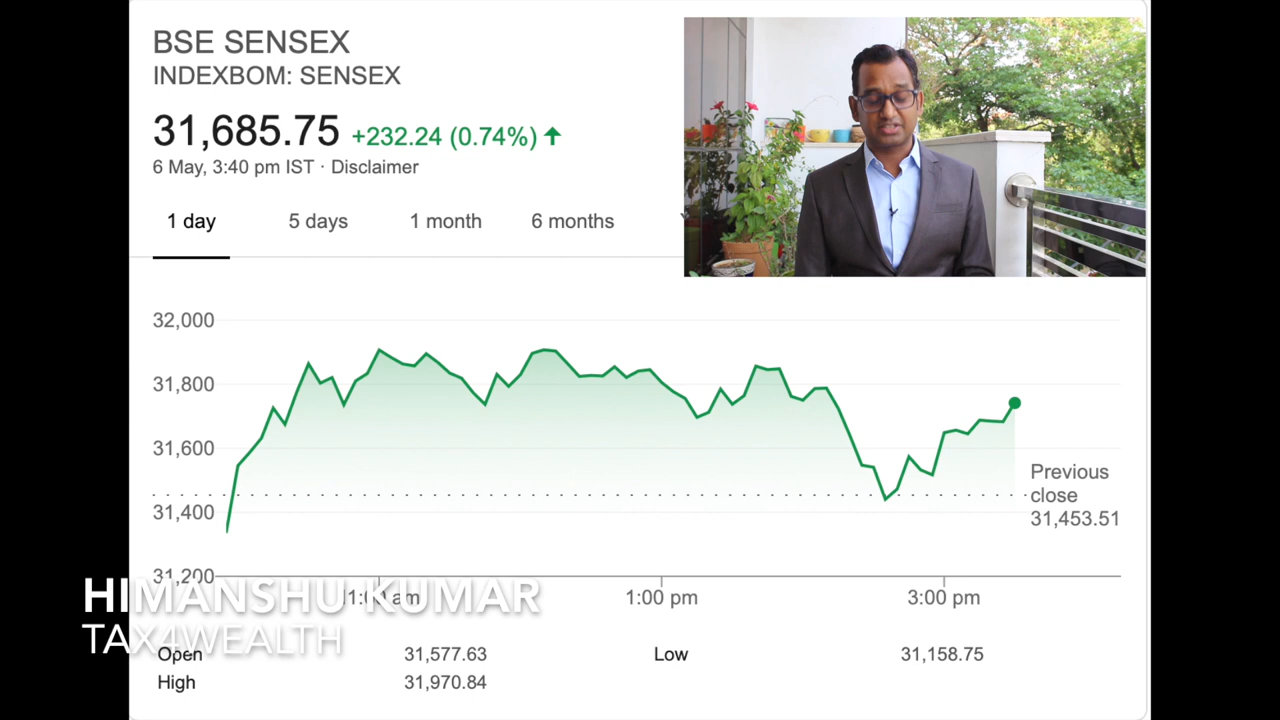 BSE SENSEX
INDEXBOM: SENSEX
31,685.75 +232.24 (0.74%) ↑
6 May, 3:40 pm IST · Disclaimer
1 day 5 days 1 month 6 months
32,000
31,800
31,600
31,400
31,200
Previous
close
31,453.51
11:00 am 1:00 pm 3:00 pm
HIMANSHU KUMAR
TAX4WEALTH
Open 31,577.63 Low 31,158.75
High 31,970.84